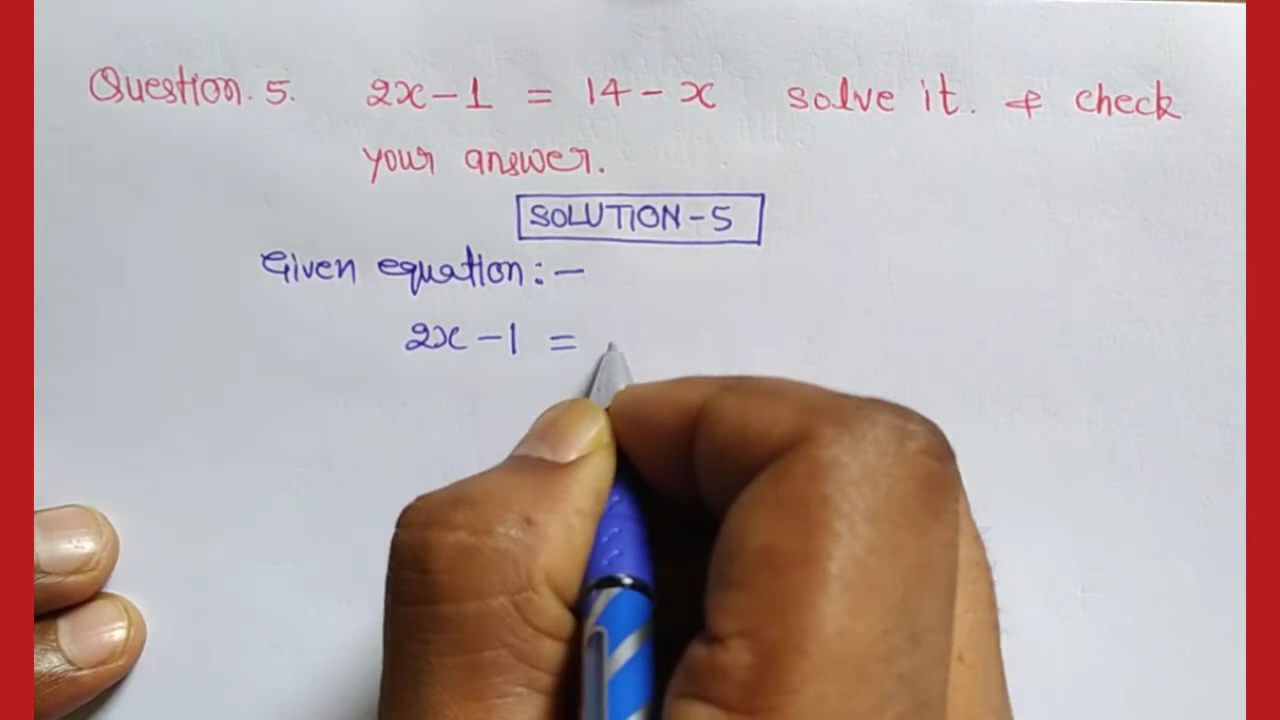 Question.5. 2x-1 = 14-x solve it. & check
your answer.
SOLUTION-5
Given equation:-
2x-1 =